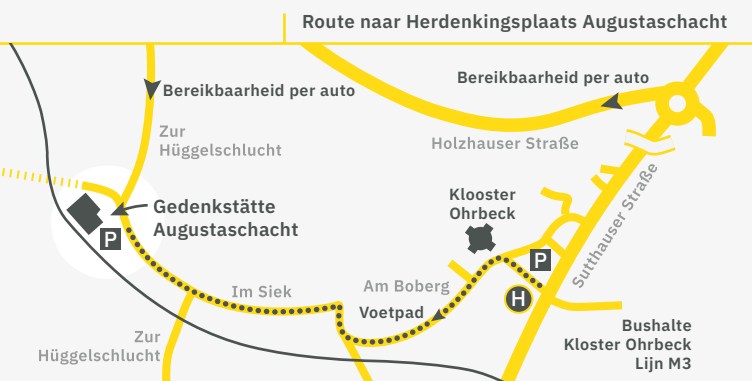 Route naar Herdenkingsplaats Augustaschacht
Bereikbaarheid per auto
Bereikbaarheid per auto
Zur
Hüggelschlucht
Holzhauser Straße
Sutthauser Straße
Klooster
Ohrbeck
Gedenkstätte
Augustaschacht
P
P
H
Am Boberg
Im Siek
Voetpad
Zur
Hüggelschlucht
Bushalte
Kloster Ohrbeck
Lijn M3